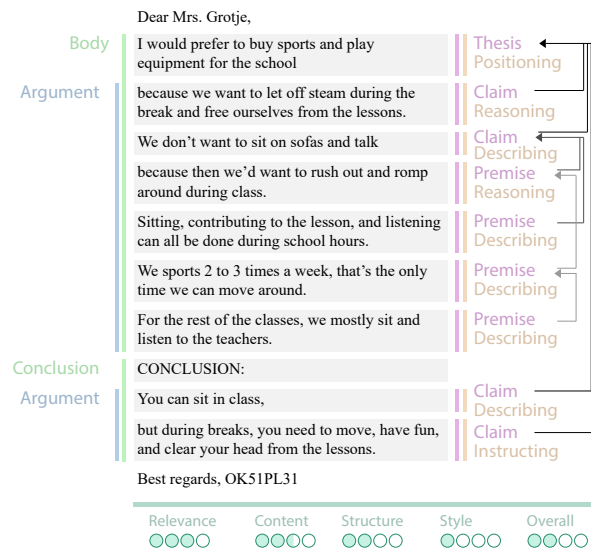 Dear Mrs. Grotje,
Body
I would prefer to buy sports and play
equipment for the school
Thesis
Positioning
Argument
because we want to let off steam during the
break and free ourselves from the lessons.
Claim
Reasoning
We don't want to sit on sofas and talk
Claim
Describing
because then we'd want to rush out and romp
around during class.
Premise
Reasoning
Sitting, contributing to the lesson, and listening
can all be done during school hours.
Premise
Describing
We sports 2 to 3 times a week, that's the only
time we can move around.
Premise
Describing
For the rest of the classes, we mostly sit and
listen to the teachers.
Premise
Describing
Conclusion
CONCLUSION:
Argument
You can sit in class,
Claim
Describing
but during breaks, you need to move, have fun,
and clear your head from the lessons.
Claim
Instructing
Best regards, OK51PL31
Relevance Content Structure Style Overall